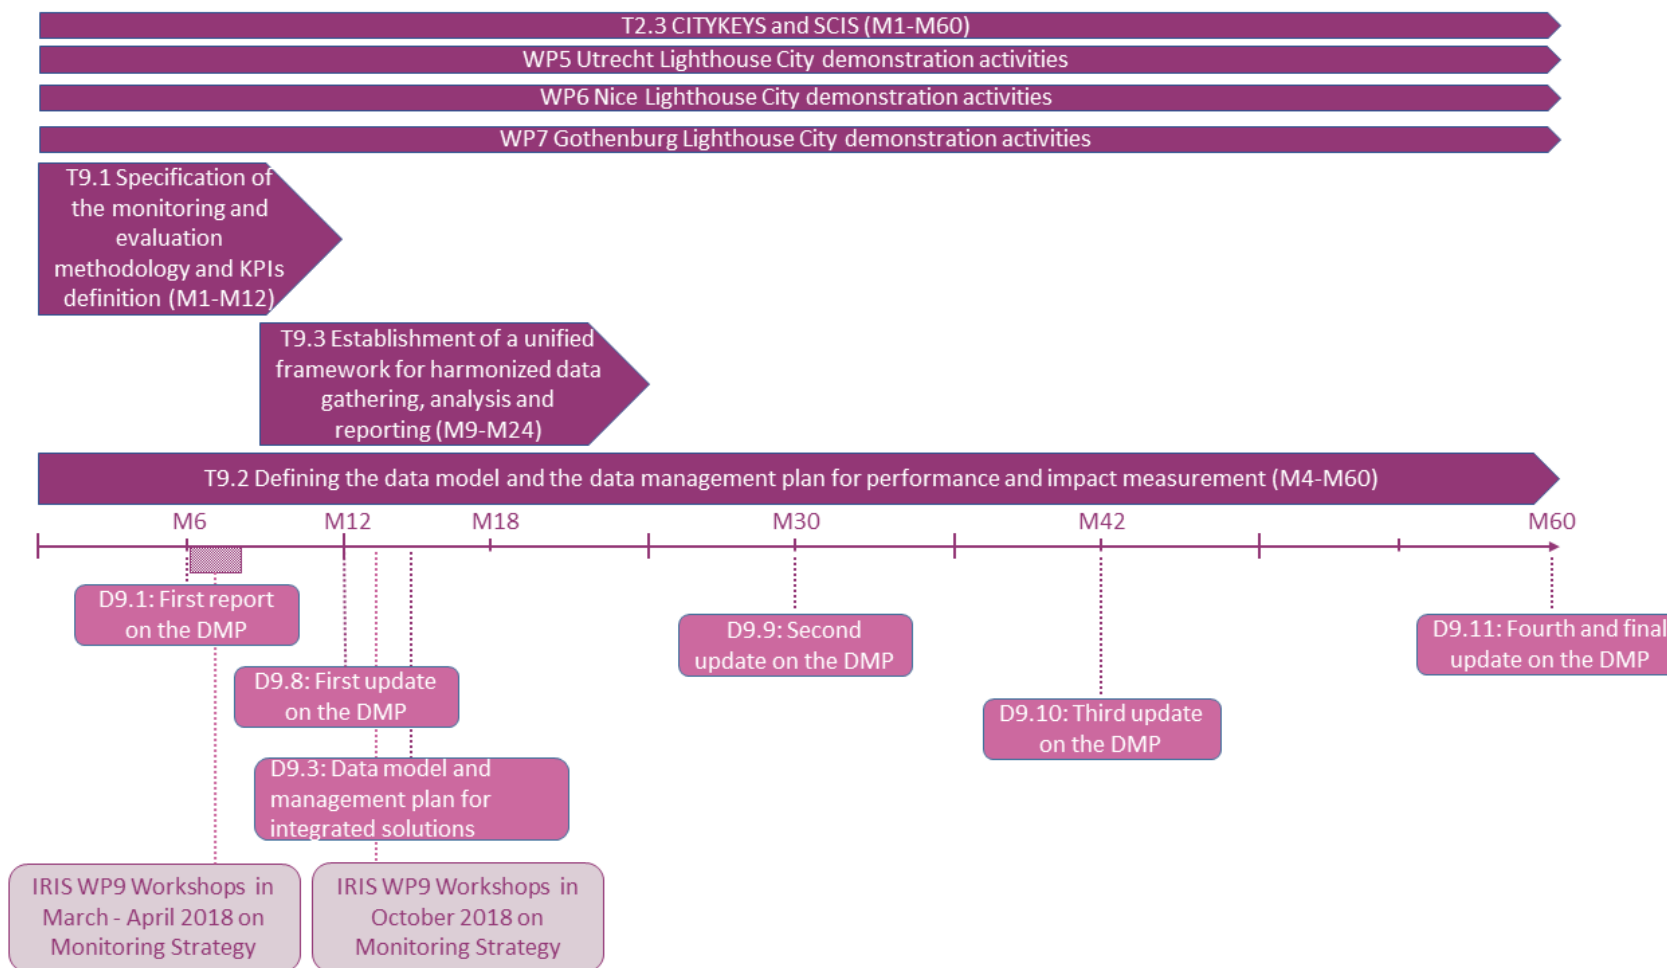 T2.3 CITYKEYS and SCIS (M1-M60)
WP5 Utrecht Lighthouse City demonstration activities
WP6 Nice Lighthouse City demonstration activities
WP7 Gothenburg Lighthouse City demonstration activities
T9.1 Specification of
the monitoring and
evaluation
methodology and KPIs
definition (M1-M12)
T9.3 Establishment of a unified
framework for harmonized data
gathering, analysis and
reporting (M9-M24)
T9.2 Defining the data model and the data management plan for performance and impact measurement (M4-M60)
M6
M12
M18
M30
M42
M60
D9.1: First report
on the DMP
D9.9: Second
update on the DMP
D9.11: Fourth and final
update on the DMP
D9.8: First update
on the DMP
D9.10: Third update
on the DMP
D9.3: Data model and
management plan for
integrated solutions
IRIS WP9 Workshops in
March - April 2018 on
Monitoring Strategy
IRIS WP9 Workshops in
October 2018 on
Monitoring Strategy